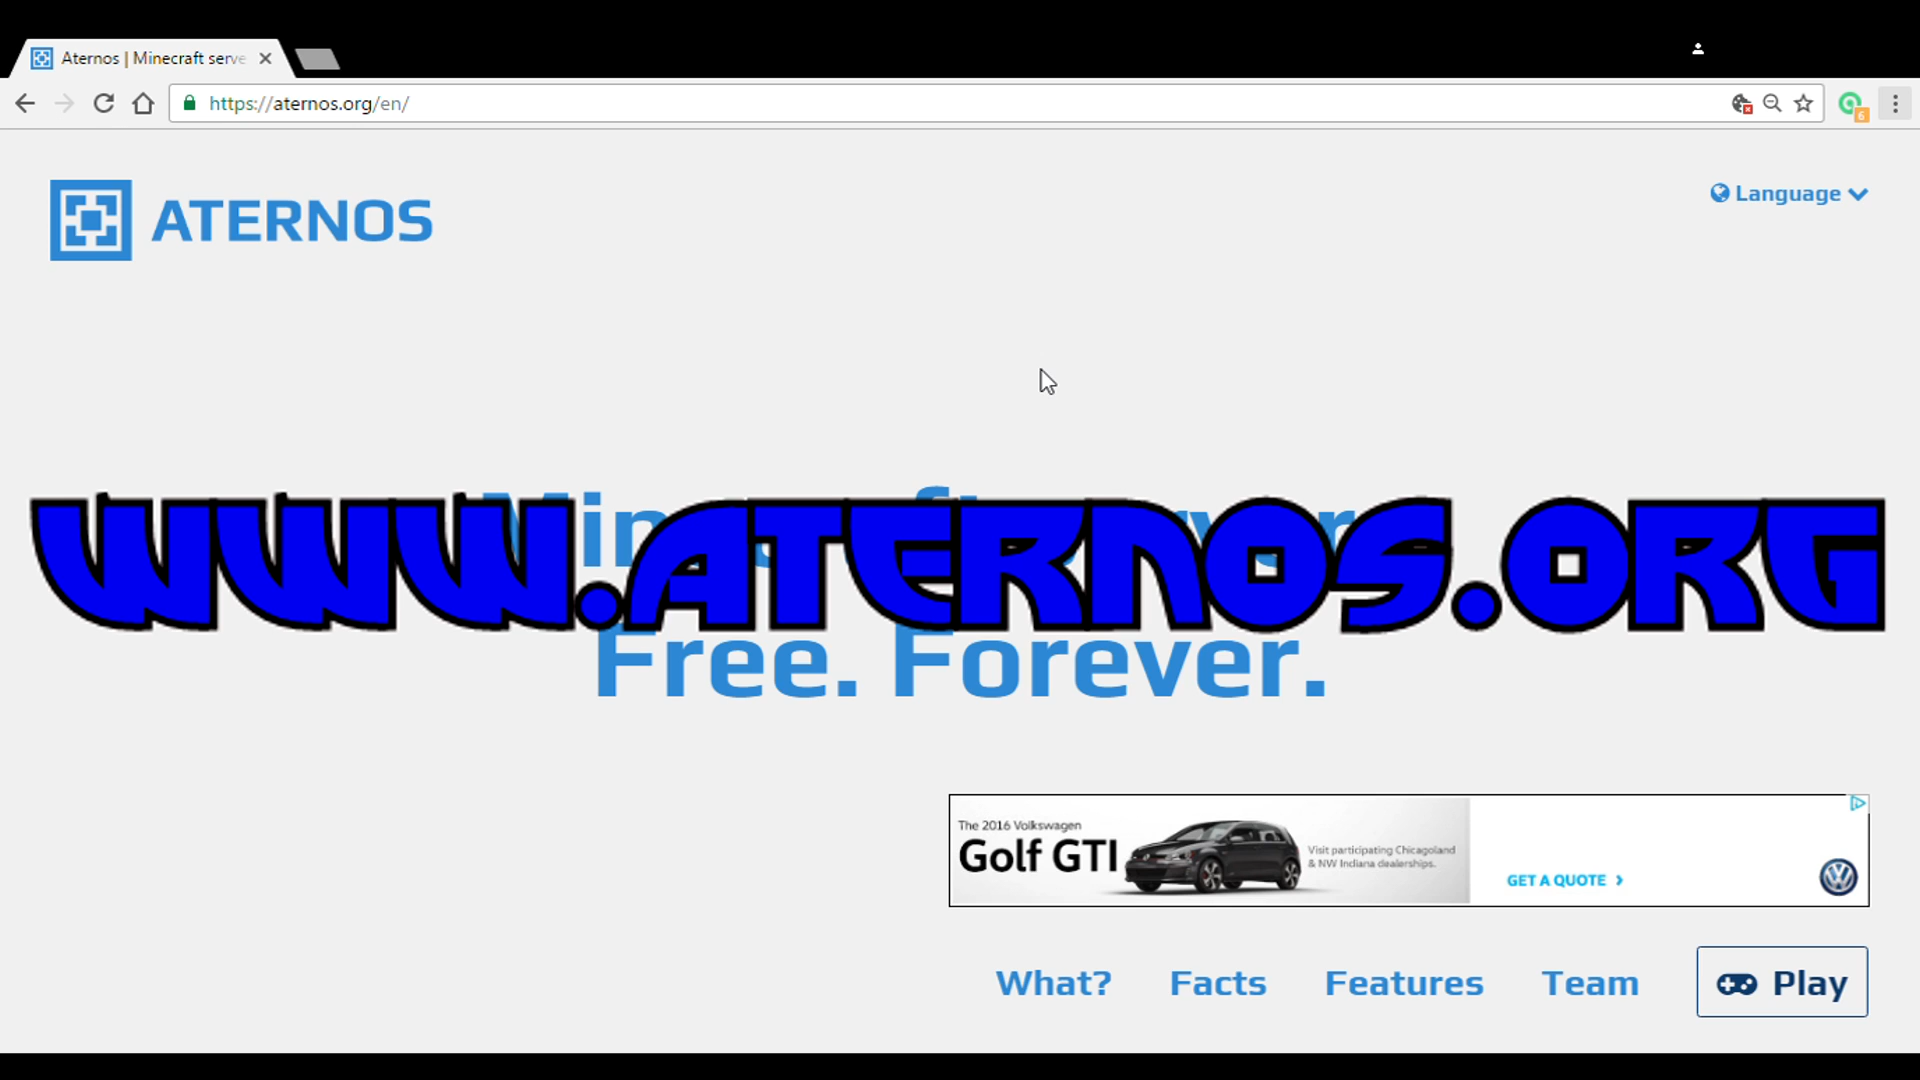 Aternos | Minecraft serve
https://aternos.org/en/
6
ATERNOS
Language
WWW.ATERNOS.ORG
Free. Forever.
The 2016 Volkswagen
Golf GTI
Visit participating Chicagoland
& NW Indiana dealerships.
GET A QUOTE
What?
Facts
Features
Team
Play